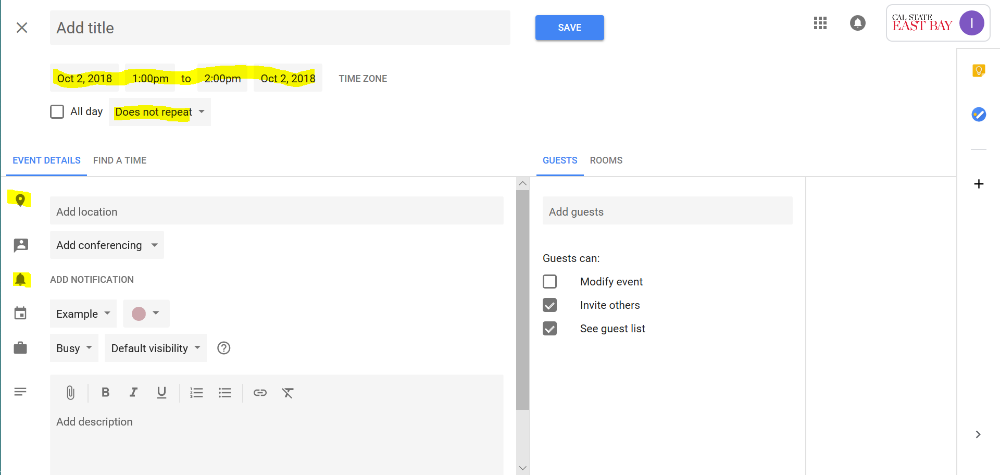 Add title
SAVE
CAL STATE
EAST BAY
I
Oct 2, 2018 1:00pm to 2:00pm Oct 2, 2018 TIME ZONE
All day Does not repeat
EVENT DETAILS FIND A TIME
GUESTS ROOMS
Add location
Add guests
Add conferencing
Guests can:
ADD NOTIFICATION
Modify event
Invite others
Example
See guest list
Busy Default visibility ?
B I U
Add description